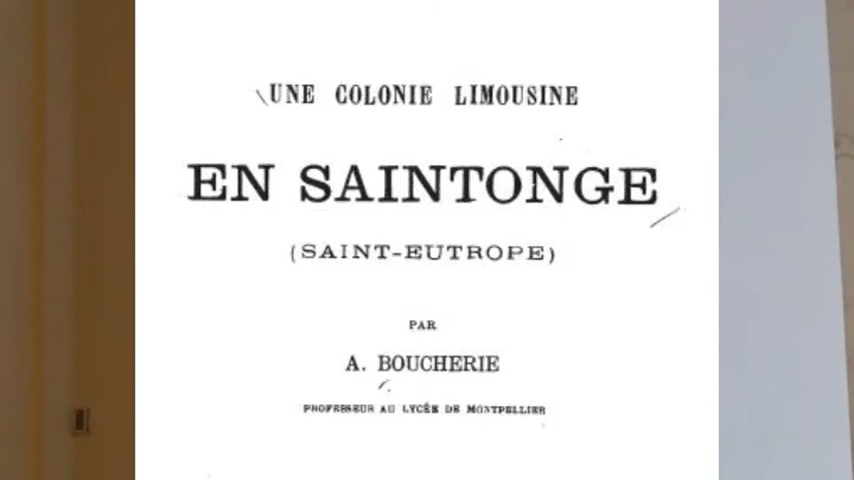 UNE COLONIE LIMOUSINE
EN SAINTONGE
(SAINT-EUTROPE)
PAR
A. BOUCHERIE
PROFESSEUR AU LYCÉE DE MONTPELLIER